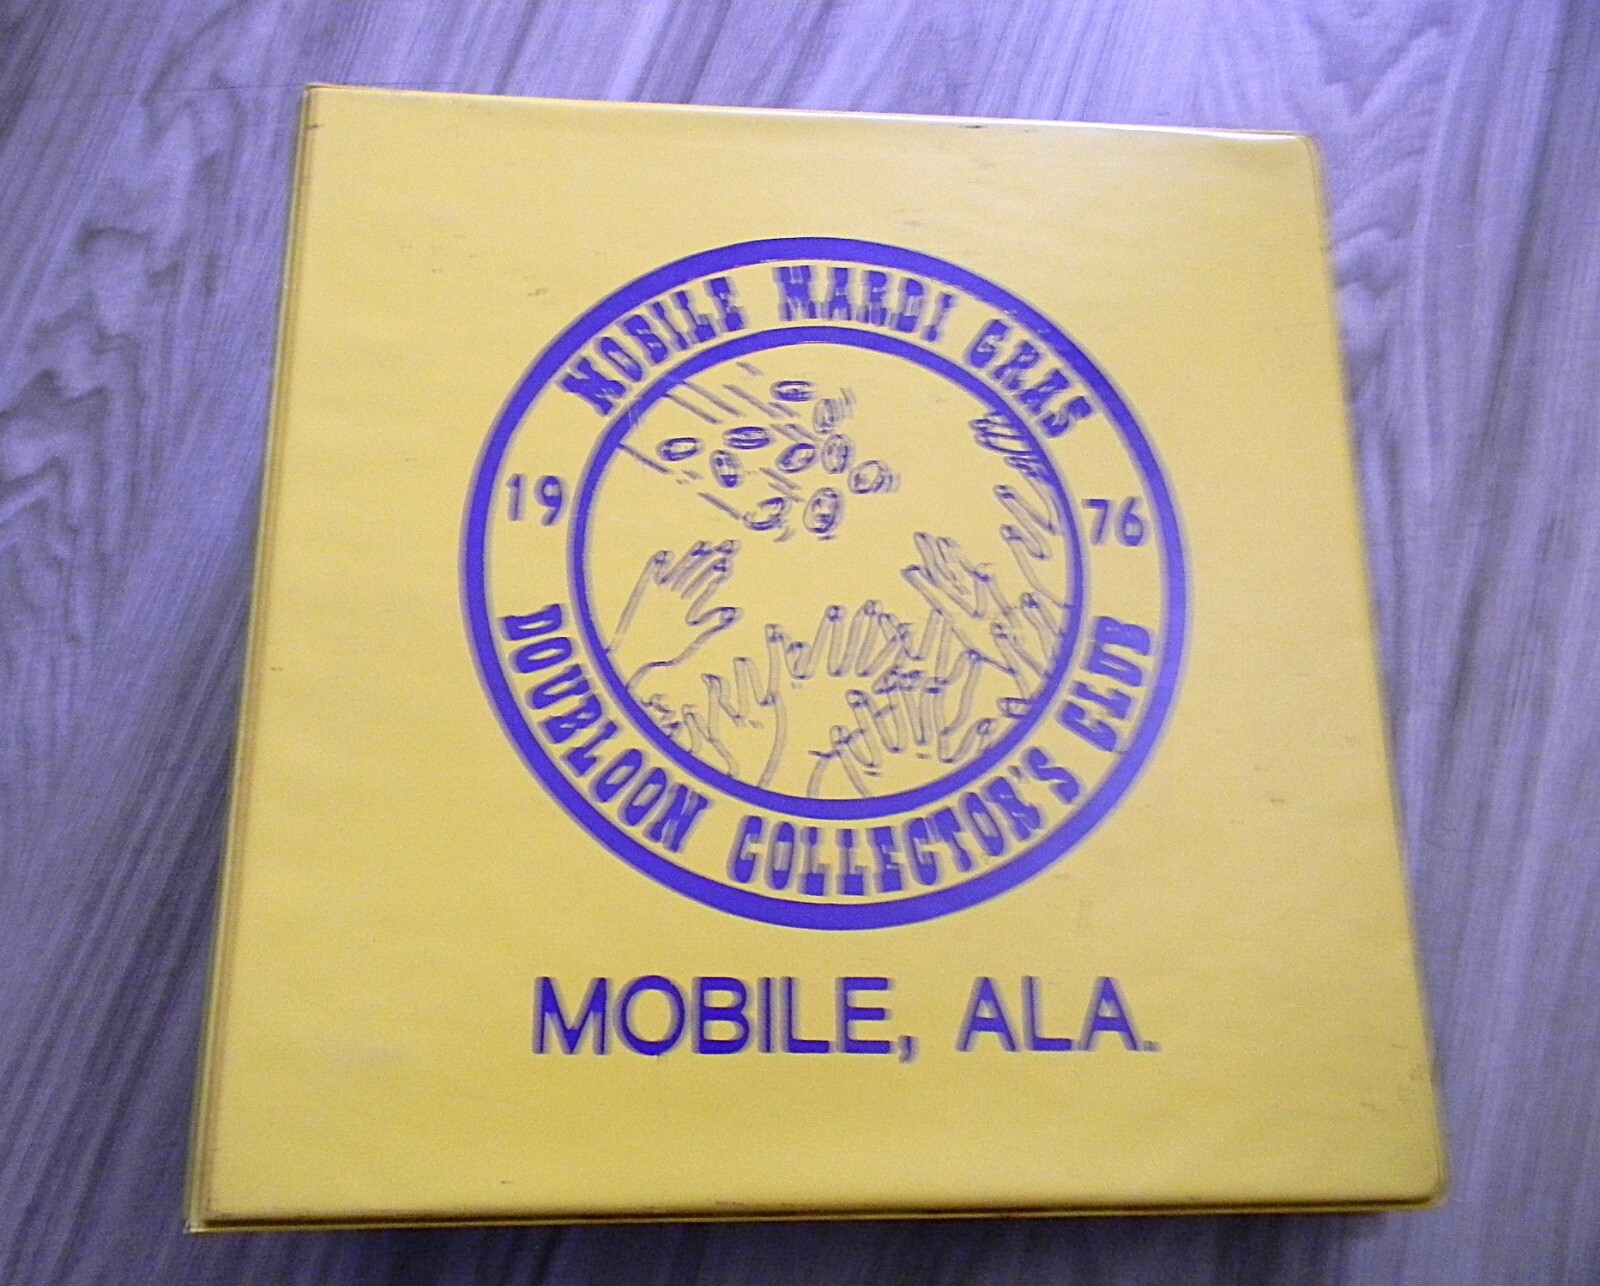 MOBILE MARDI GRAS
19 76
DOUBLOON COLLECTOR'S CLUB
MOBILE, ALA.